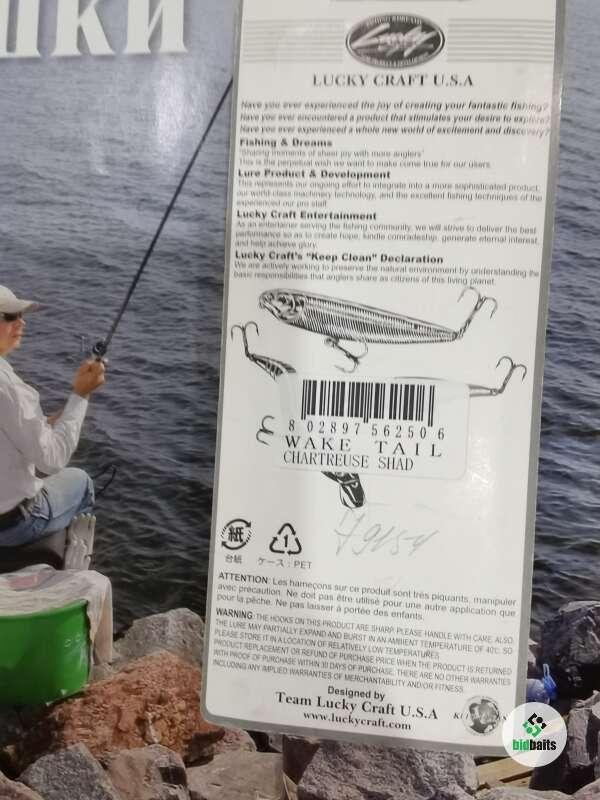 ШКИ
FISHING & DREAMS
Lucky
LUCKY CRAFT U.S.A
Have you ever experienced the joy of creating your fantastic fishing?
Have you ever encountered a product that stimulates your desire to explore?
Have you ever experienced a whole new world of excitement and discovery?
Fishing & Dreams
"Sharing moments of sheer joy with more anglers"
This is the perpetual wish we want to make come true for our users.
Lure Product & Development
This represents our ongoing effort to integrate into a more sophisticated product,
our world-class machinery technology, and the excellent fishing techniques of the
experienced our pro staff.
Lucky Craft Entertainment
As an entertainer serving the fishing community, we will strive to deliver the best
performance so as to create hope, kindle comradeship, generate eternal interest,
and help achieve glory.
Lucky Craft's "Keep Clean" Declaration
We are actively working to preserve the natural environment by understanding the
basic responsibilities that anglers share as citizens of this living planet.
8 02897 56250 6
WAKE TAIL
CHARTREUSE SHAD
紙
台紙
1
ケース:PET
ATTENTION: Les hameçons sur ce produit sont très piquants, manipuler
avec précaution. Ne doit pas être utilisé pour une autre application que
pour la pêche. Ne pas laisser à portée des enfants.
WARNING: THE HOOKS ON THIS PRODUCT ARE SHARP. PLEASE HANDLE WITH CARE. ALSO,
THE LURE MAY PARTIALLY EXPAND AND BURST IN AN AMBIENT TEMPERATURE OF 40℃. SO
PLEASE STORE IT IN A LOCATION OF RELATIVELY LOW TEMPERATURES.
PRODUCT REPLACEMENT OR REFUND OF PURCHASE PRICE WHEN THE PRODUCT IS RETURNED
WITH PROOF OF PURCHASE WITHIN 30 DAYS OF PURCHASE. THERE ARE NO OTHER WARRANTIES
INCLUDING ANY IMPLIED WARRANTIES OF MERCHANTABILITY AND/OR FITNESS.
Designed by
Team Lucky Craft U.S.A
www.luckycraft.com
bidbaits